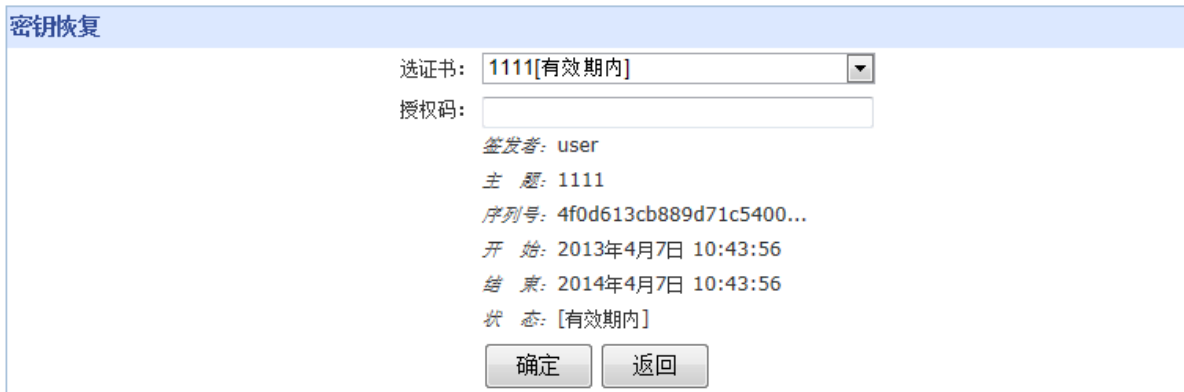 密钥恢复
选证书： 1111[有效期内]
授权码：
签发者：user
主 题：1111
序列号：4f0d613cb889d71c5400...
开 始：2013年4月7日 10:43:56
结 束：2014年4月7日 10:43:56
状 态：[有效期内]
确定 返回